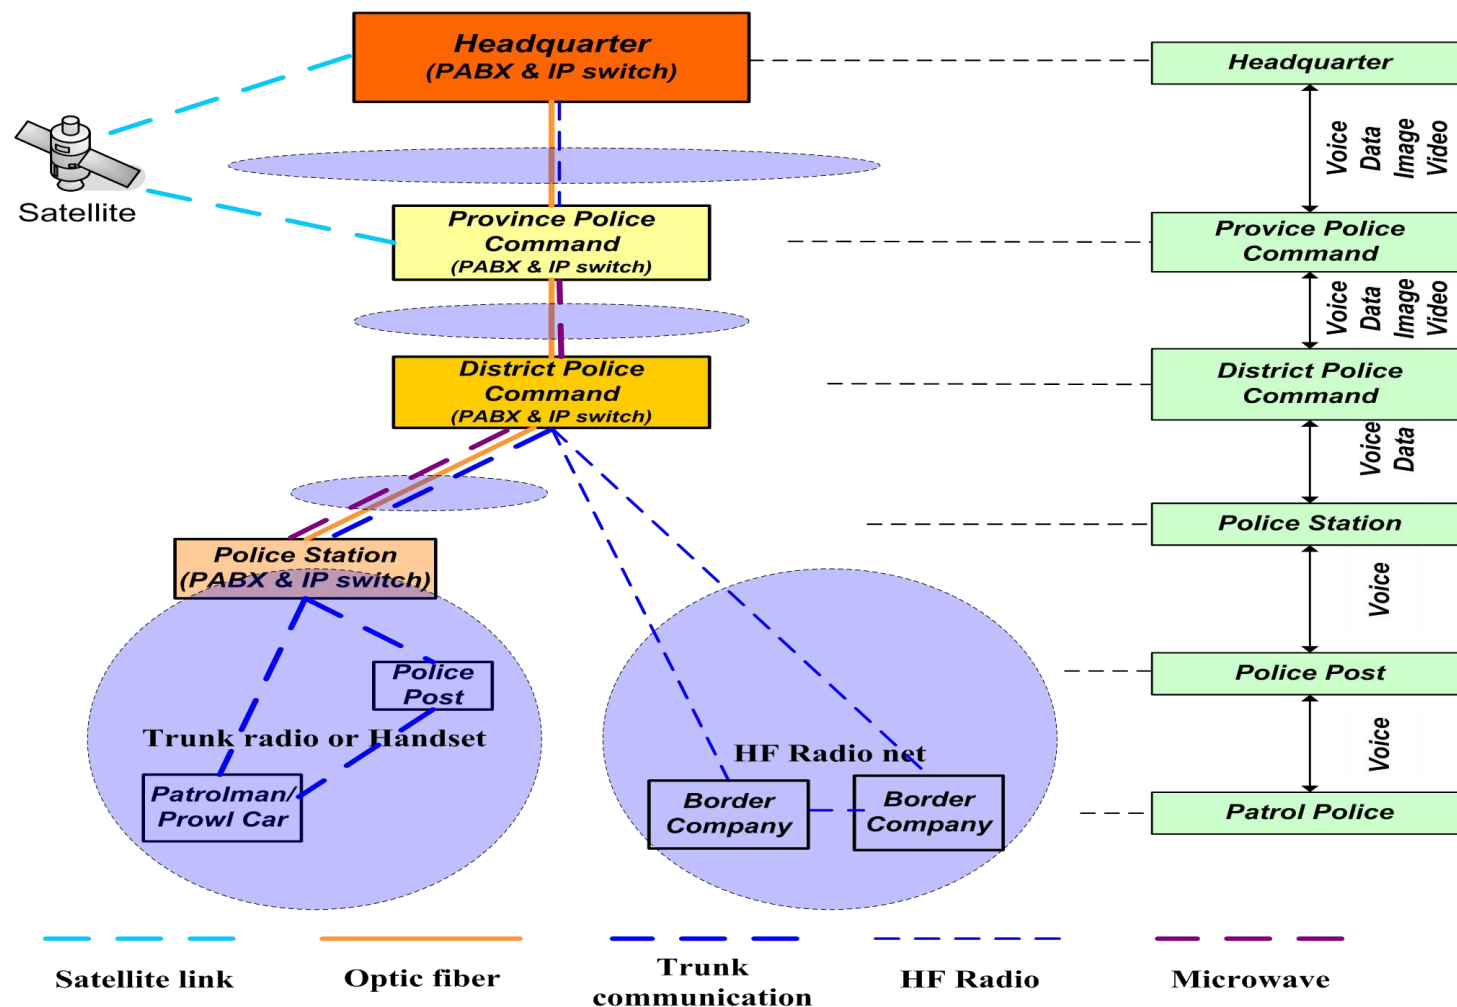 Headquarter
(PABX & IP switch)
Satellite
Province Police
Command
(PABX & IP switch)
District Police
Command
(PABX & IP switch)
Police Station
(PABX & IP switch)
Police
Post
Trunk radio or Handset
Patrolman/
Prowl Car
HF Radio net
Border
Company
Border
Company
Headquarter
Voice
Data
Image
Video
Provice Police
Command
Voice
Data
Image
Video
District Police
Command
Voice
Data
Police Station
Voice
Police Post
Voice
Patrol Police
Satellite link
Optic fiber
Trunk
communication
HF Radio
Microwave